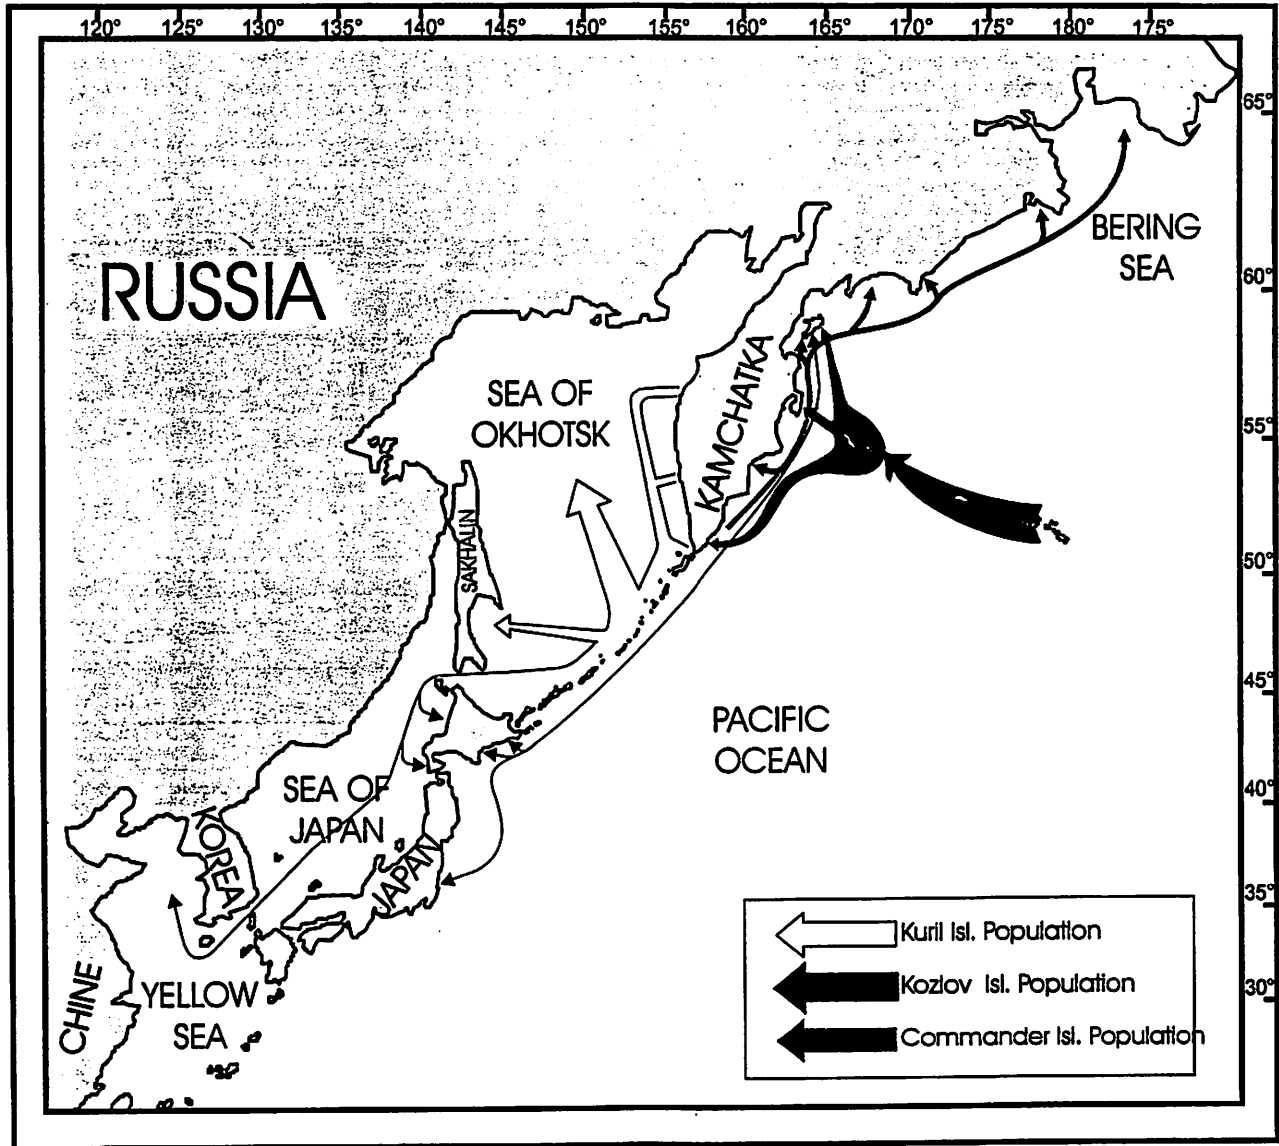 120° 125° 130° 135° 140° 145° 150° 155° 160° 165° 170° 175° 180° 175°
65°
BERING
SEA
60°
RUSSIA
KAMCHATKA
SEA OF
OKHOTSK
55°
SAKHALIN
50°
45°
PACIFIC
OCEAN
SEA OF
JAPAN
40°
KOREA
JAPAN
35°
Kuril Isl. Population
Kozlov Isl. Population
Commander Isl. Population
30°
CHINE
YELLOW
SEA